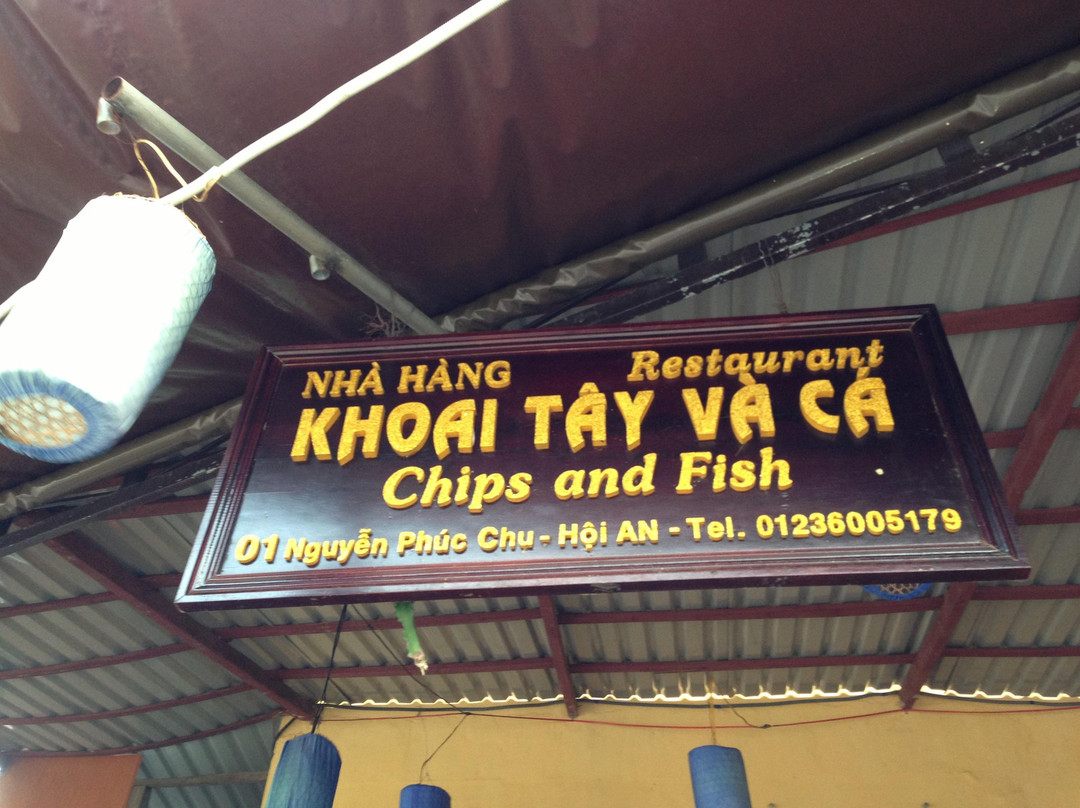 NHÀ HÀNG Restaurant
KHOAI TÂY VÀ CÁ
Chips and Fish
01 Nguyễn Phúc Chu - Hội AN - Tel. 01236005179